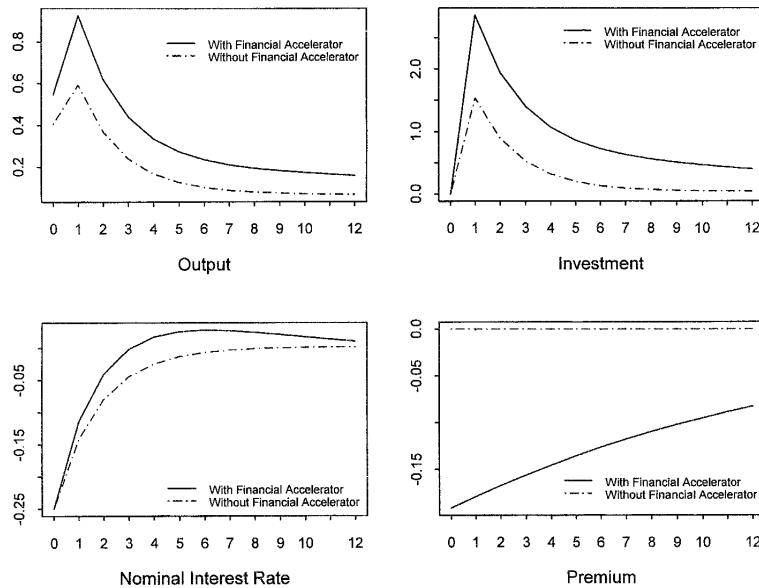 0.8
0.6
0.4
0.2
With Financial Accelerator
Without Financial Accelerator
0 1 2 3 4 5 6 7 8 9 10 12
Output
2.0
1.0
0.0
With Financial Accelerator
Without Financial Accelerator
0 1 2 3 4 5 6 7 8 9 10 12
Investment
-0.05
-0.15
-0.25
With Financial Accelerator
Without Financial Accelerator
0 1 2 3 4 5 6 7 8 9 10 12
Nominal Interest Rate
0.0
-0.05
-0.15
With Financial Accelerator
Without Financial Accelerator
0 1 2 3 4 5 6 7 8 9 10 12
Premium